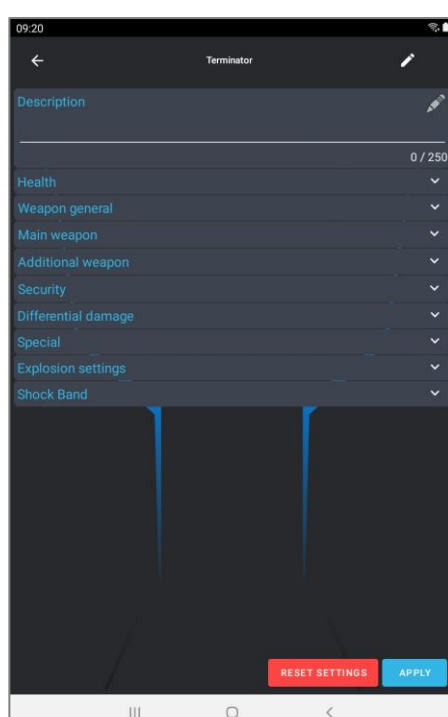 09:20
Terminator
Description
0 / 250
Health
Weapon general
Main weapon
Additional weapon
Security
Differential damage
Special
Explosion settings
Shock Band
RESET SETTINGS APPLY